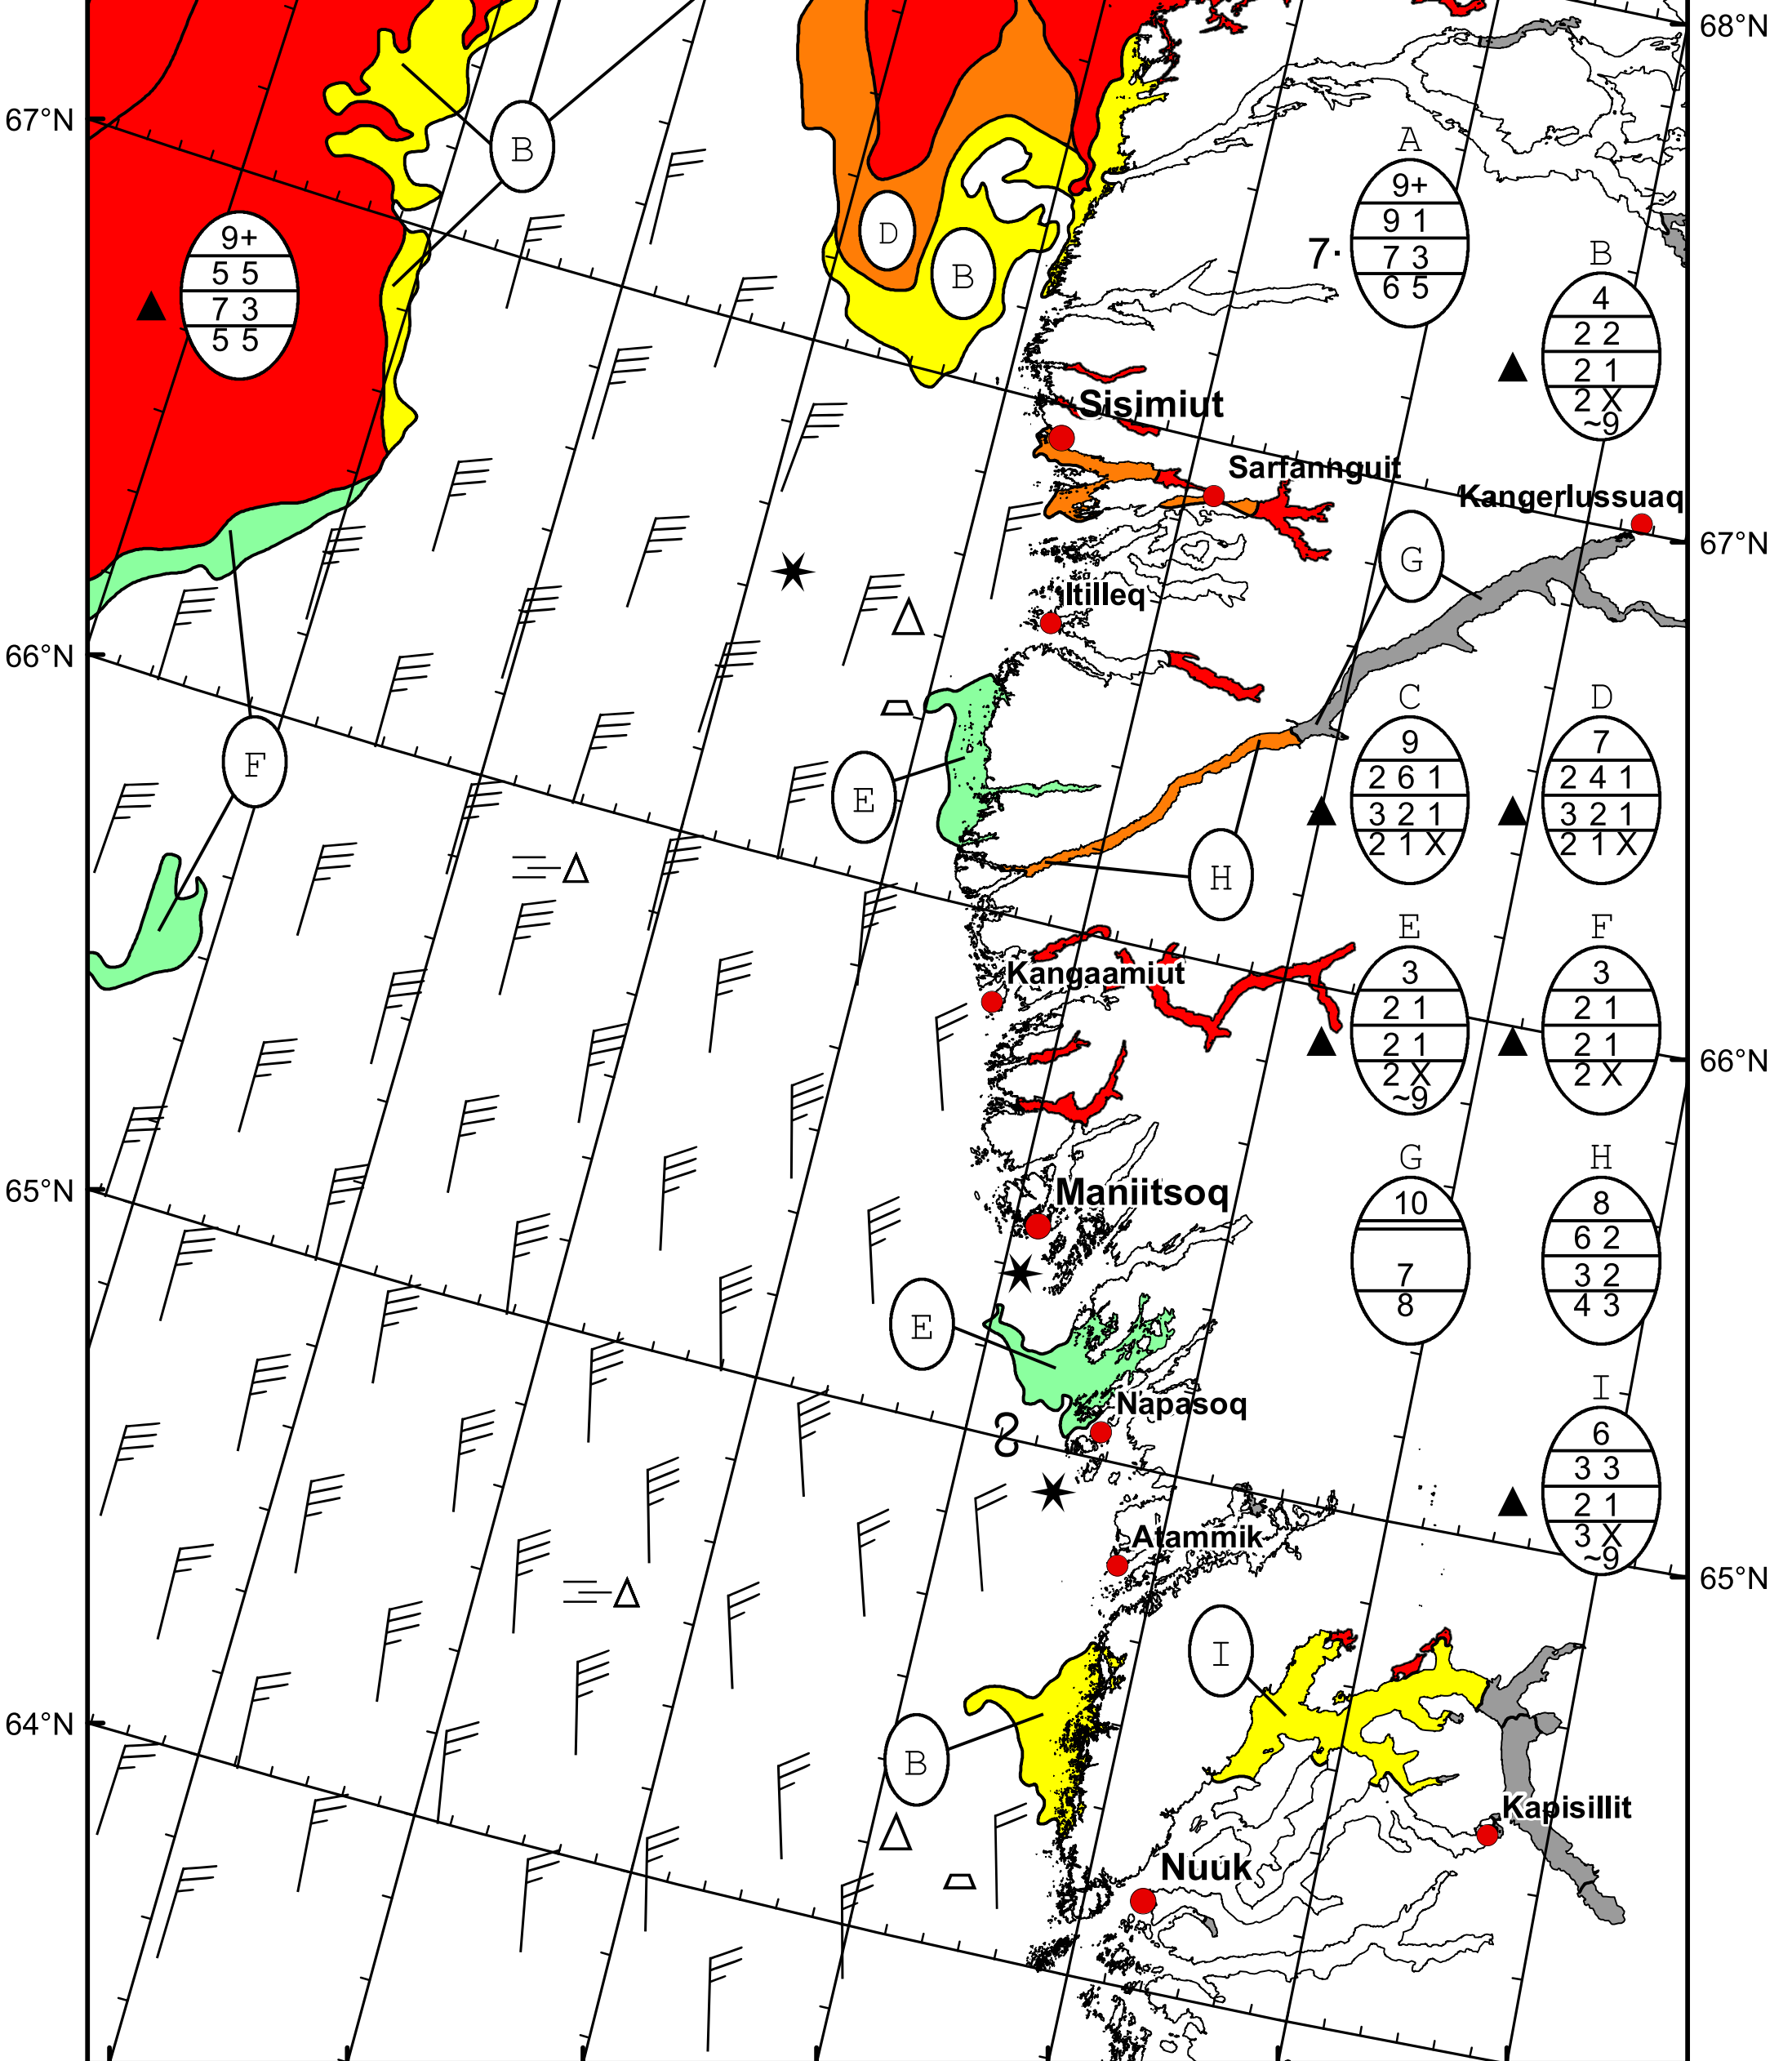 68°N
67°N
B
A
9+
9 1
7 3
6 5
7·
D
B
9+
5 5
7 3
5 5
B
4
2 2
2 1
2 X
~9
Sisimiut
Sarfannguit
Kangerlussuaq
67°N
G
Itilleq
66°N
F
E
H
C
9
2 6 1
3 2 1
2 1 X
D
7
2 4 1
3 2 1
2 1 X
Kangaamiut
E
3
2 1
2 1
2 X
~9
F
3
2 1
2 1
2 X
66°N
65°N
Maniitsoq
G
10
7
8
H
8
6 2
3 2
4 3
E
Napasoq
I
6
3 3
2 1
3 X
~9
Atammik
65°N
I
64°N
B
Kapisillit
Nuuk